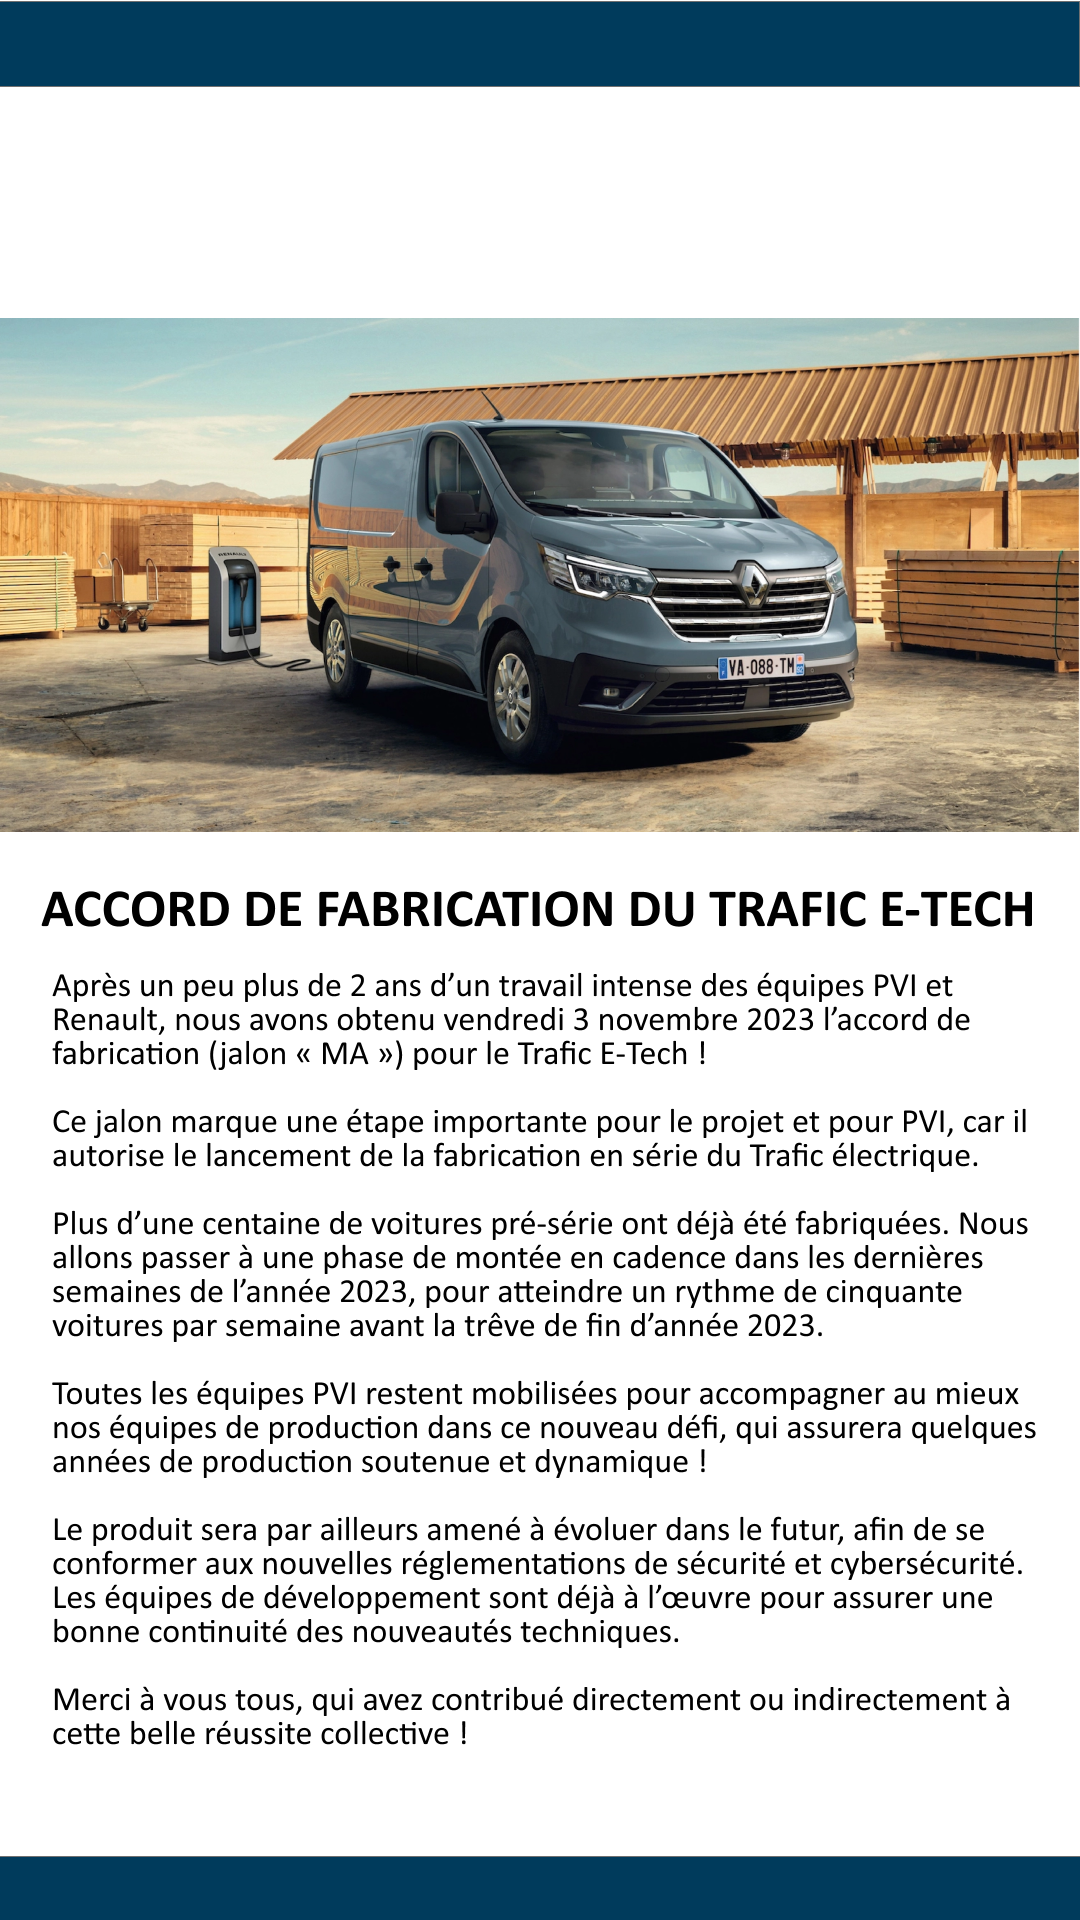 RENAULT
VA-088-TM
ACCORD DE FABRICATION DU TRAFIC E-TECH
Après un peu plus de 2 ans d’un travail intense des équipes PVI et
Renault, nous avons obtenu vendredi 3 novembre 2023 l’accord de
fabrication (jalon « MA ») pour le Trafic E-Tech !
Ce jalon marque une étape importante pour le projet et pour PVI, car il
autorise le lancement de la fabrication en série du Trafic électrique.
Plus d’une centaine de voitures pré-série ont déjà été fabriquées. Nous
allons passer à une phase de montée en cadence dans les dernières
semaines de l’année 2023, pour atteindre un rythme de cinquante
voitures par semaine avant la trêve de fin d’année 2023.
Toutes les équipes PVI restent mobilisées pour accompagner au mieux
nos équipes de production dans ce nouveau défi, qui assurera quelques
années de production soutenue et dynamique !
Le produit sera par ailleurs amené à évoluer dans le futur, afin de se
conformer aux nouvelles réglementations de sécurité et cybersécurité.
Les équipes de développement sont déjà à l’œuvre pour assurer une
bonne continuité des nouveautés techniques.
Merci à vous tous, qui avez contribué directement ou indirectement à
cette belle réussite collective !